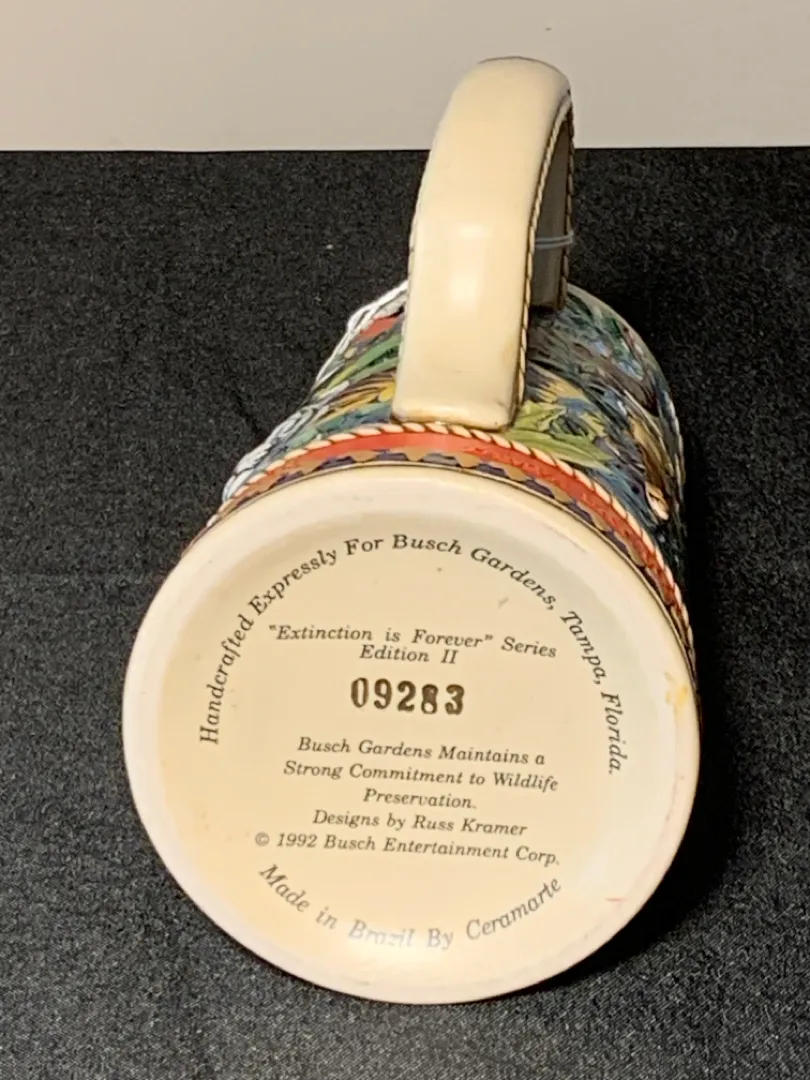 Handcrafted Expressly For Busch Gardens, Tampa, Florida.
"Extinction is Forever" Series
Edition II
09283
Busch Gardens Maintains a
Strong Commitment to Wildlife
Preservation.
Designs by Russ Kramer
© 1992 Busch Entertainment Corp.
Made in Brazil By Ceramarte